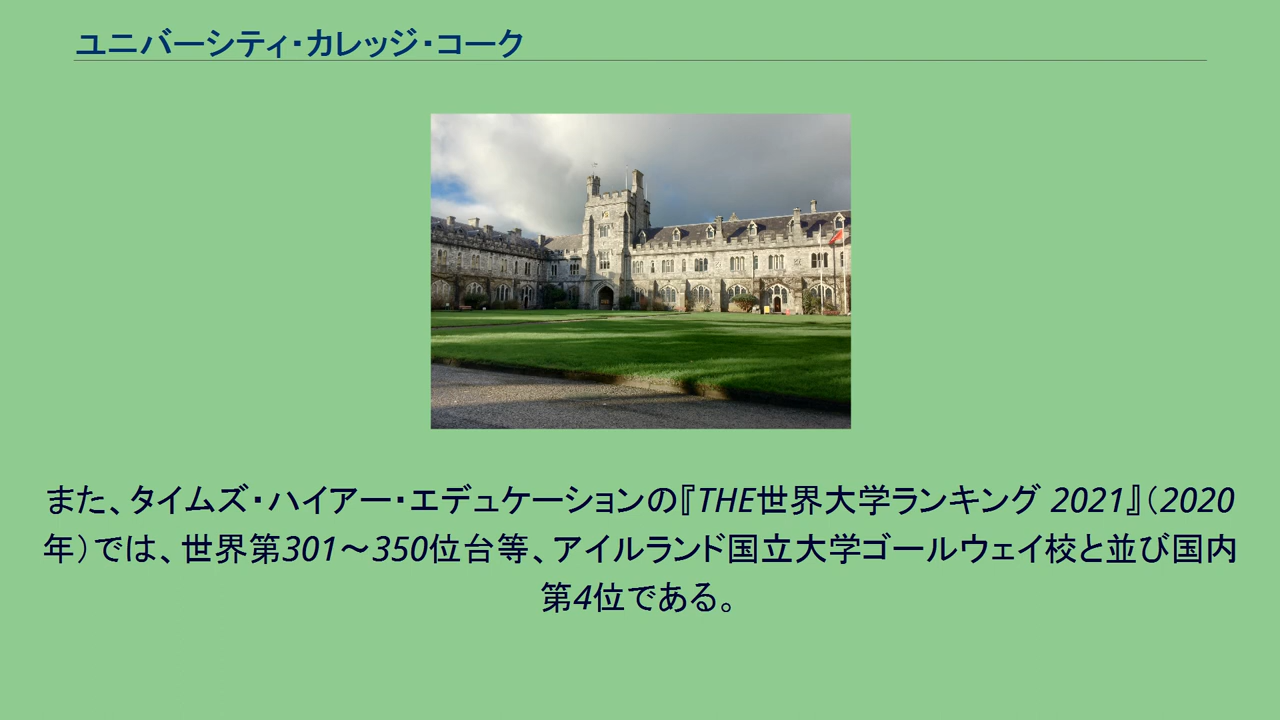 ユニバーシティ・カレッジ・コーク
また、タイムズ・ハイアー・エデュケーションの『THE世界大学ランキング 2021』（2020
年）では、世界第301～350位台等、アイルランド国立大学ゴールウェイ校と並び国内
第4位である。